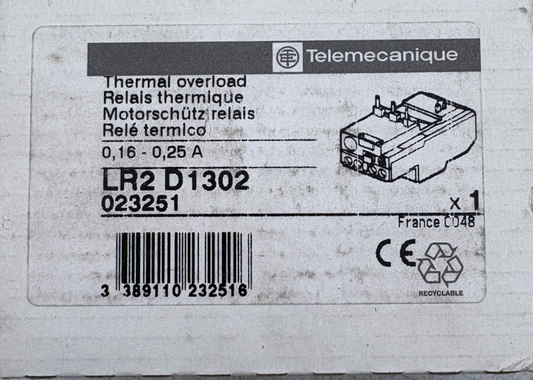 Telemecanique
Thermal overload
Relais thermique
Motorschütz relais
Relé termico
0,16 - 0,25 A
LR2 D1302
023251
x 1
France C048
CE
3 389110 232516
RECYCLABLE